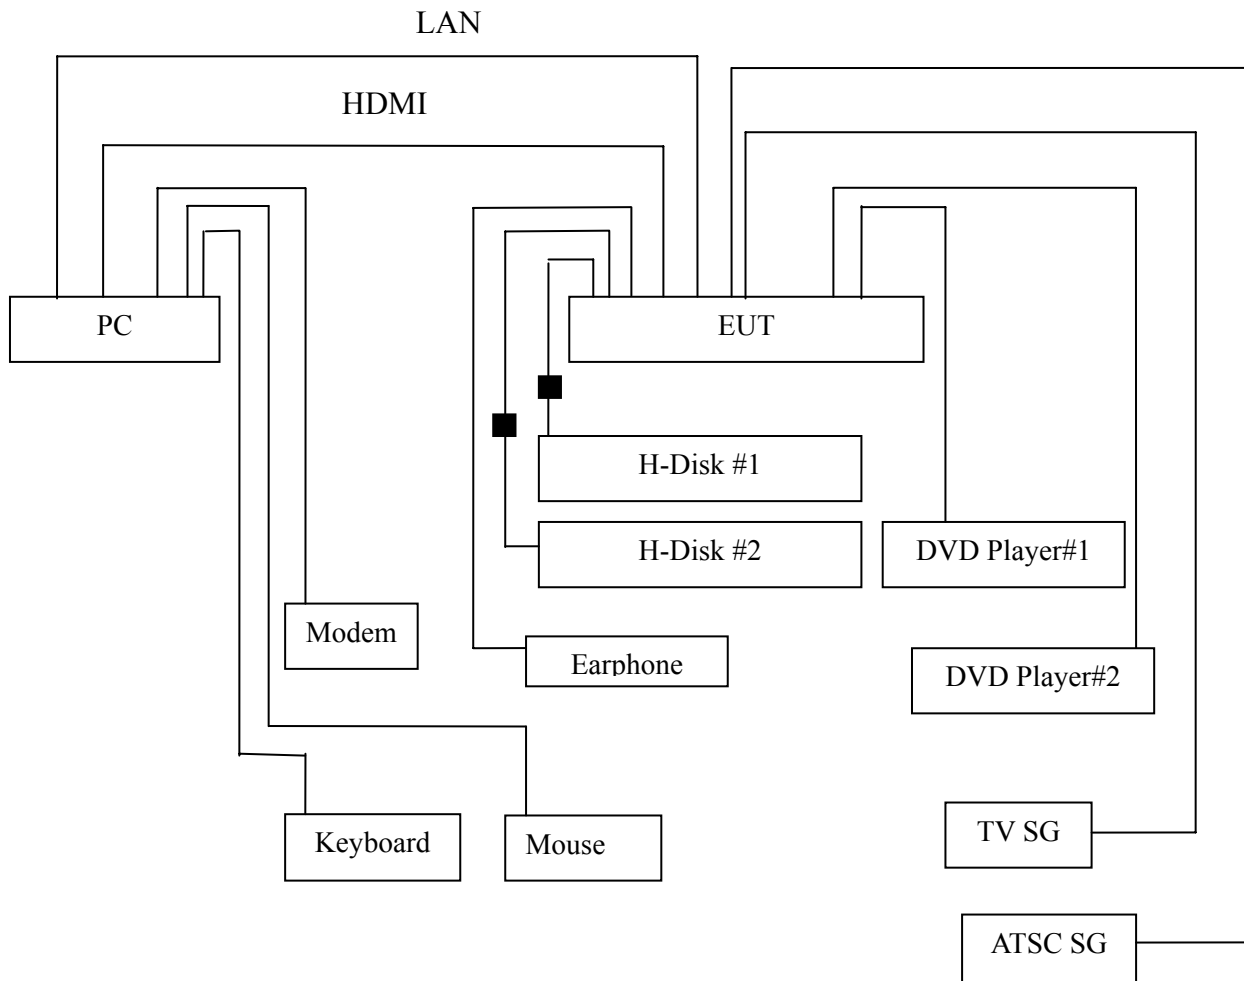 LAN
HDMI
PC
EUT
H-Disk #1
H-Disk #2
DVD Player#1
Modem
Earphone
DVD Player#2
Keyboard
Mouse
TV SG
ATSC SG